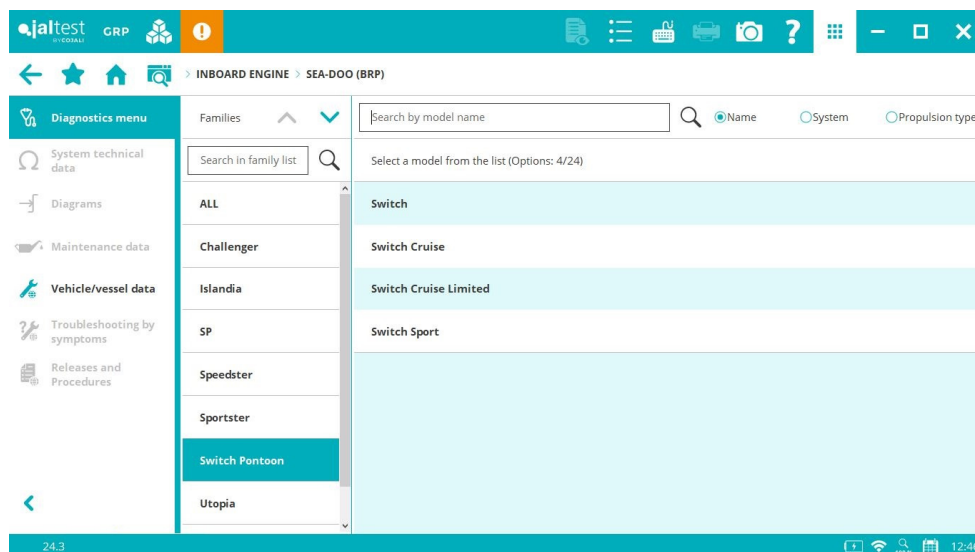 jaltest GRP
BY COJALI
INBOARD ENGINE > SEA-DOO (BRP)
Diagnostics menu
System technical
data
Diagrams
Maintenance data
Vehicle/vessel data
Troubleshooting by
symptoms
Releases and
Procedures
Families
Search in family list
ALL
Challenger
Islandia
SP
Speedster
Sportster
Switch Pontoon
Utopia
Search by model name
Name
System
Propulsion type
Select a model from the list (Options: 4/24)
Switch
Switch Cruise
Switch Cruise Limited
Switch Sport
24.3